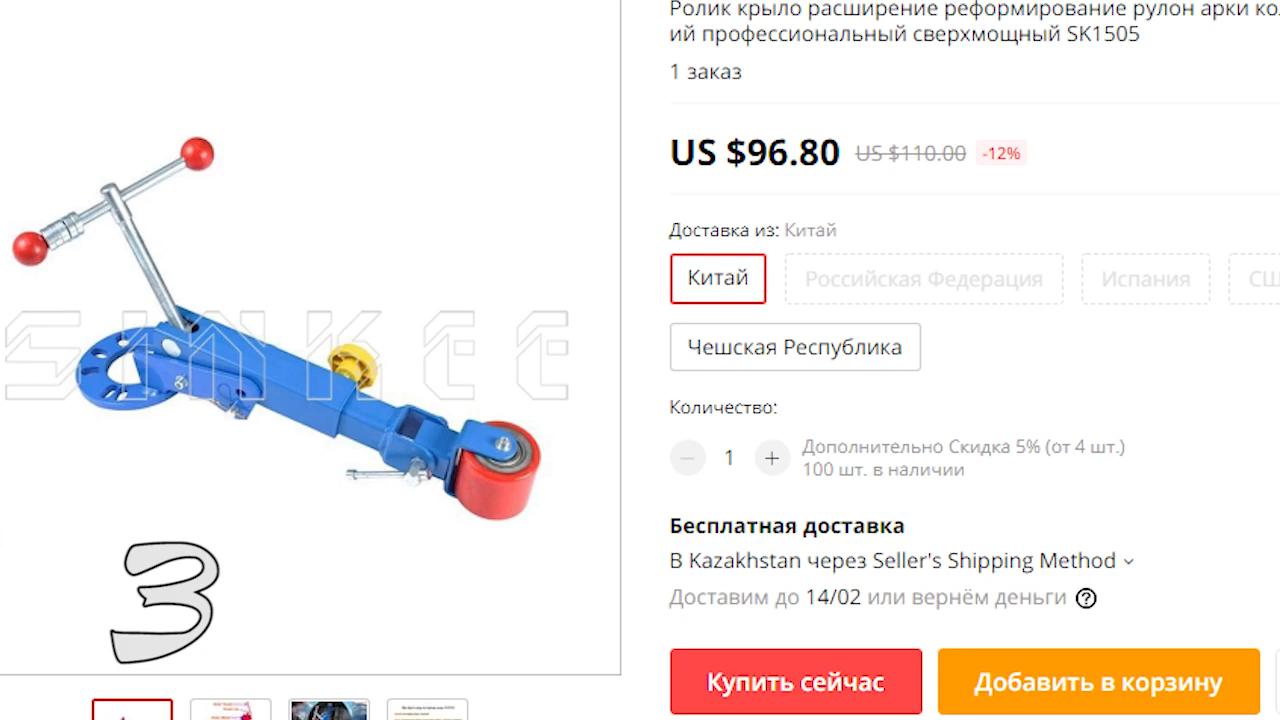 Ролик крыло расширение реформирование рулон арки
ий профессиональный сверхмощный SK1505
1 заказ
US $96.80 US $110.00 -12%
Доставка из: Китай
Китай Российская Федерация Испания
Чешская Республика
Количество:
− 1 + Дополнительно Скидка 5% (от 4 шт.)
100 шт. в наличии
Бесплатная доставка
В Kazakhstan через Seller's Shipping Method
Доставим до 14/02 или вернём деньги ?
Купить сейчас Добавить в корзину
SINKEE
3